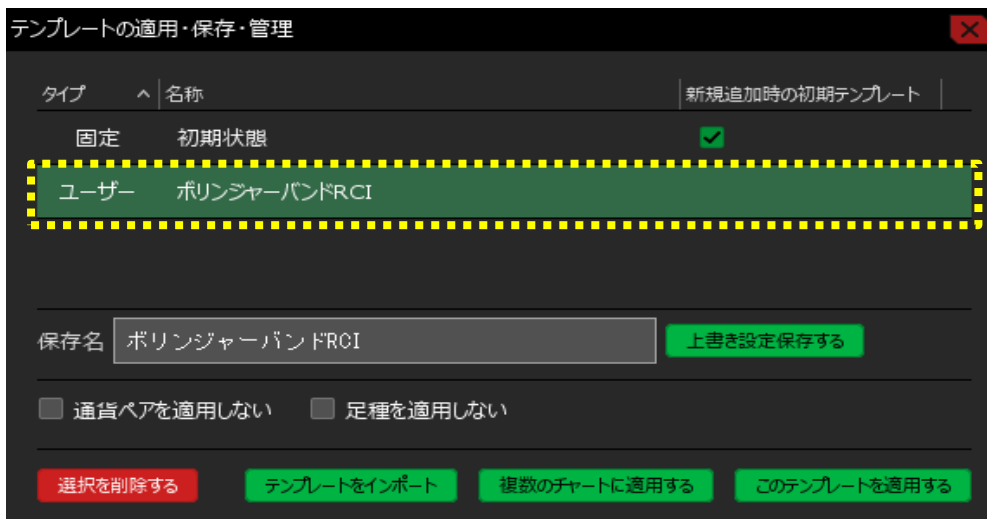 テンプレートの適用・保存・管理
タイプ 名称 新規追加時の初期テンプレート
固定 初期状態
ユーザー ボリンジャーバンドRCI
保存名 ボリンジャーバンドRCI 上書き設定保存する
通貨ペアを適用しない 足種を適用しない
選択を削除する テンプレートをインポート 複数のチャートに適用する このテンプレートを適用する